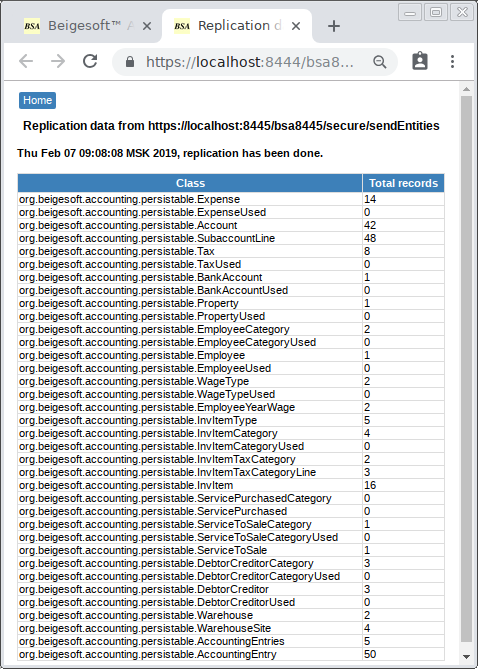 BSA Beigesoft™ A
BSA Replication d
https://localhost:8444/bsa8...
Home
Replication data from https://localhost:8445/bsa8445/secure/sendEntities
Thu Feb 07 09:08:08 MSK 2019, replication has been done.
Class Total records
org.beigesoft.accounting.persistable.Expense 14
org.beigesoft.accounting.persistable.ExpenseUsed 0
org.beigesoft.accounting.persistable.Account 42
org.beigesoft.accounting.persistable.SubaccountLine 48
org.beigesoft.accounting.persistable.Tax 8
org.beigesoft.accounting.persistable.TaxUsed 0
org.beigesoft.accounting.persistable.BankAccount 1
org.beigesoft.accounting.persistable.BankAccountUsed 0
org.beigesoft.accounting.persistable.Property 1
org.beigesoft.accounting.persistable.PropertyUsed 0
org.beigesoft.accounting.persistable.EmployeeCategory 2
org.beigesoft.accounting.persistable.EmployeeCategoryUsed 0
org.beigesoft.accounting.persistable.Employee 1
org.beigesoft.accounting.persistable.EmployeeUsed 0
org.beigesoft.accounting.persistable.WageType 2
org.beigesoft.accounting.persistable.WageTypeUsed 0
org.beigesoft.accounting.persistable.EmployeeYearWage 2
org.beigesoft.accounting.persistable.InvItemType 5
org.beigesoft.accounting.persistable.InvItemCategory 4
org.beigesoft.accounting.persistable.InvItemCategoryUsed 0
org.beigesoft.accounting.persistable.InvItemTaxCategory 2
org.beigesoft.accounting.persistable.InvItemTaxCategoryLine 3
org.beigesoft.accounting.persistable.InvItem 16
org.beigesoft.accounting.persistable.ServicePurchasedCategory 0
org.beigesoft.accounting.persistable.ServicePurchased 0
org.beigesoft.accounting.persistable.ServiceToSaleCategory 1
org.beigesoft.accounting.persistable.ServiceToSaleCategoryUsed 0
org.beigesoft.accounting.persistable.ServiceToSale 1
org.beigesoft.accounting.persistable.DebtorCreditorCategory 3
org.beigesoft.accounting.persistable.DebtorCreditorCategoryUsed 0
org.beigesoft.accounting.persistable.DebtorCreditor 3
org.beigesoft.accounting.persistable.DebtorCreditorUsed 0
org.beigesoft.accounting.persistable.Warehouse 2
org.beigesoft.accounting.persistable.WarehouseSite 4
org.beigesoft.accounting.persistable.AccountingEntries 5
org.beigesoft.accounting.persistable.AccountingEntry 50